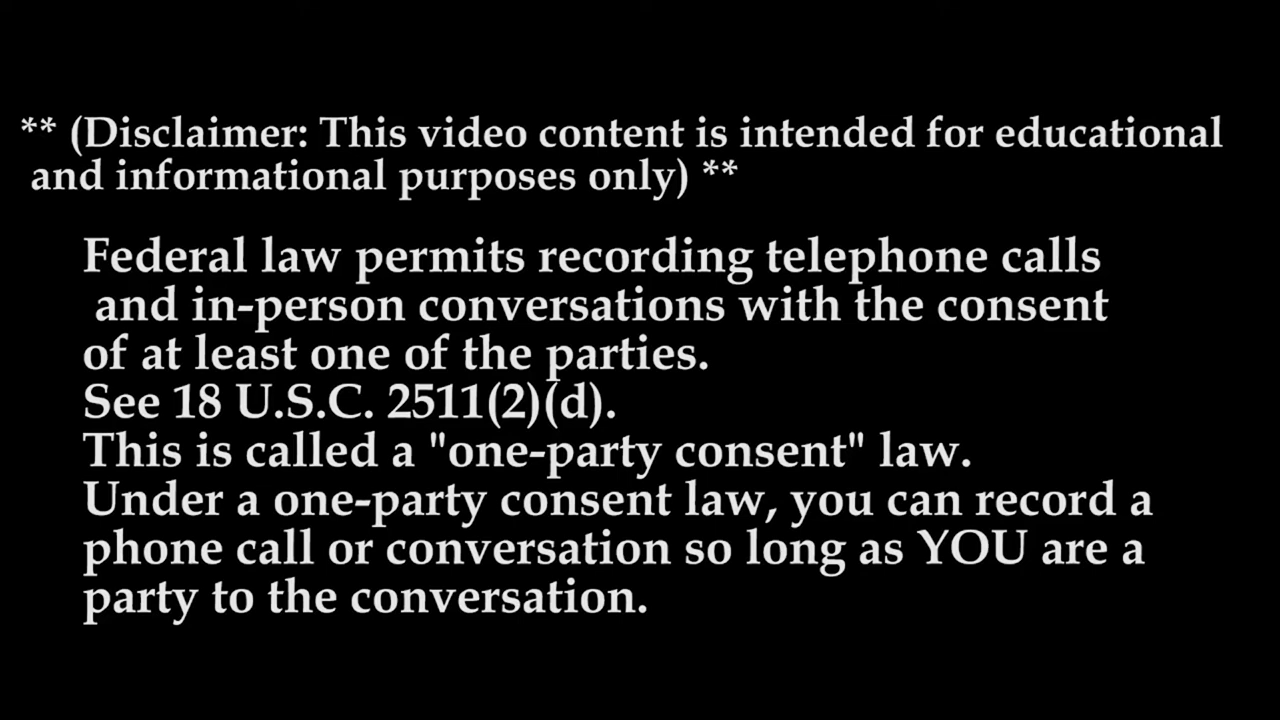 ** (Disclaimer: This video content is intended for educational
and informational purposes only) **
Federal law permits recording telephone calls
and in-person conversations with the consent
of at least one of the parties.
See 18 U.S.C. 2511(2)(d).
This is called a "one-party consent" law.
Under a one-party consent law, you can record a
phone call or conversation so long as YOU are a
party to the conversation.